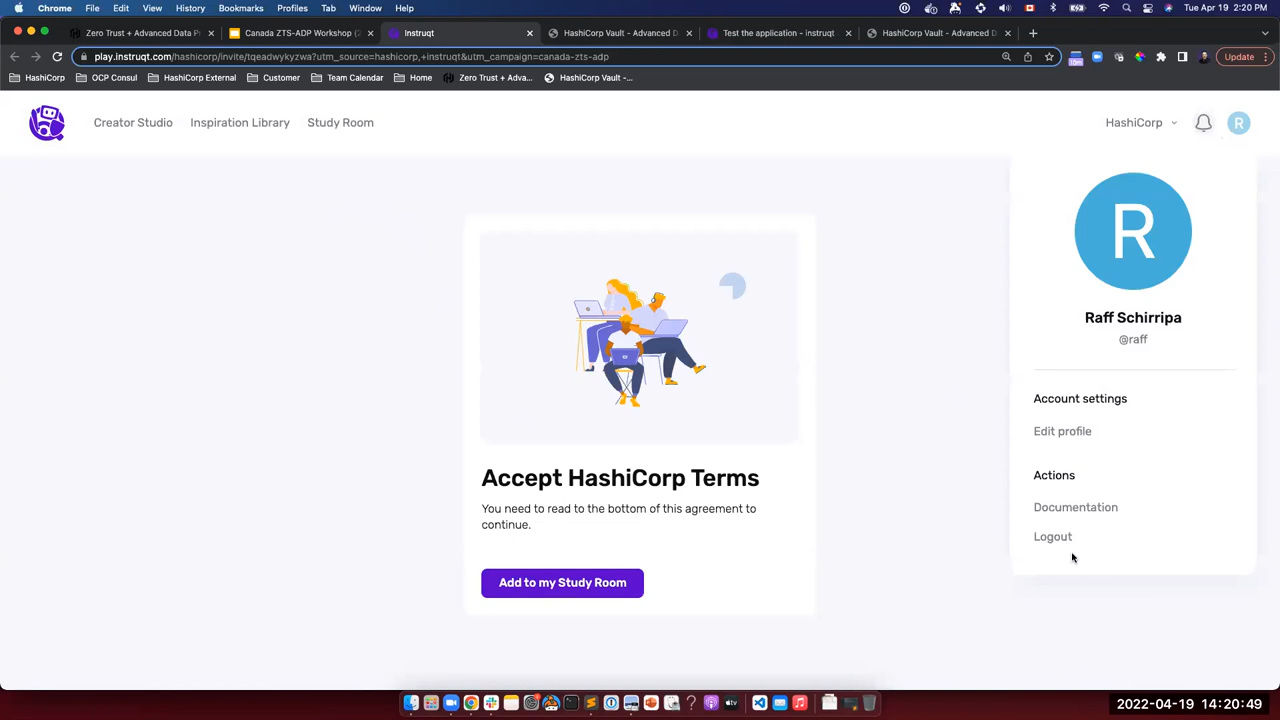 Chrome File Edit View History Bookmarks Profiles Tab Window Help Tue Apr 19 2:20 PM
Zero Trust + Advanced Data P
Canada ZTS-ADP Workshop (
Instruqt
HashiCorp Vault - Advanced D
Test the application - instruqt
HashiCorp Vault - Advanced D
play.instruqt.com/hashicorp/invite/tqeadwykyzwa?utm_source=hashicorp,+instruqt&utm_campaign=canada-zts-adp
10m
Update
HashiCorp OCP Consul HashiCorp External Customer Team Calendar Home Zero Trust + Adva... HashiCorp Vault -...
Creator Studio Inspiration Library Study Room HashiCorp R
R
Raff Schirripa
@raff
Account settings
Edit profile
Actions
Documentation
Logout
Accept HashiCorp Terms
You need to read to the bottom of this agreement to
continue.
Add to my Study Room
2022-04-19 14:20:49